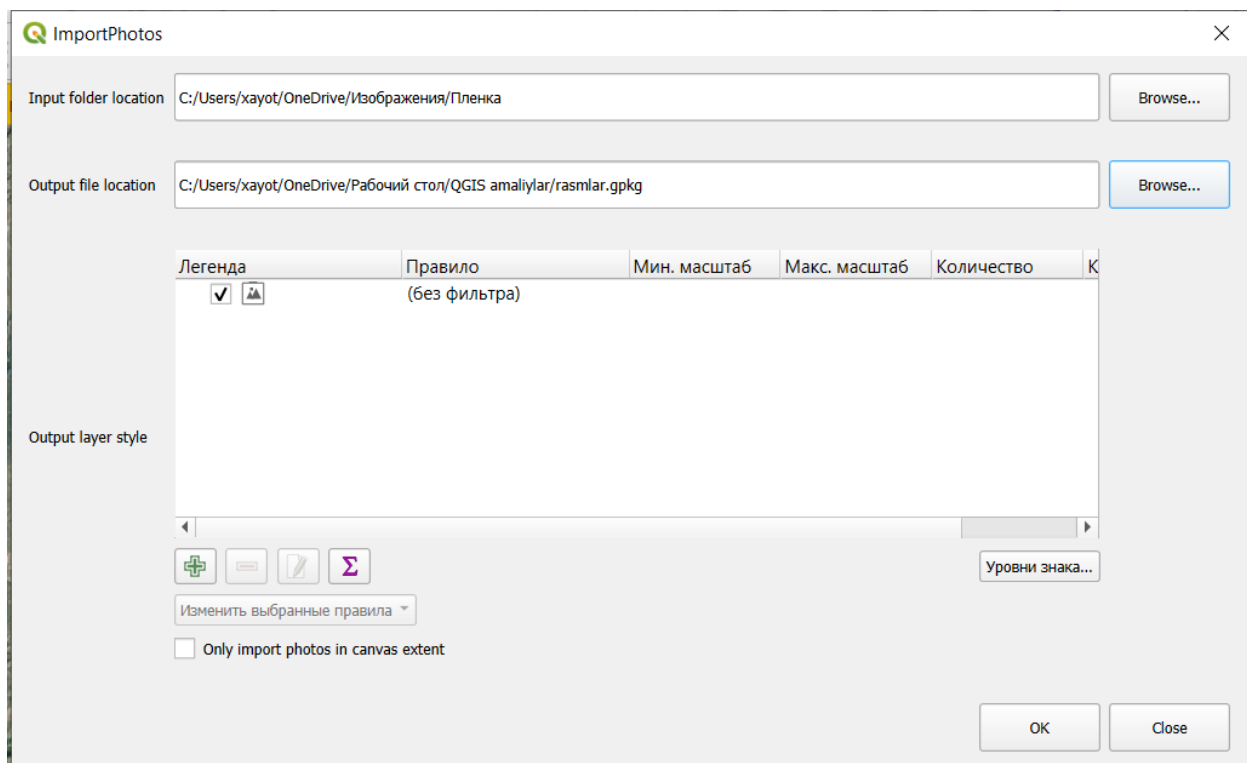 ImportPhotos
Input folder location C:/Users/xayot/OneDrive/Изображения/Пленка Browse...
Output file location C:/Users/xayot/OneDrive/Рабочий стол/QGIS amaliylar/rasmlar.gpkg Browse...
Легенда Правило Мин. масштаб Макс. масштаб Количество К
(без фильтра)
Output layer style
Σ Уровни знака...
Изменить выбранные правила
Only import photos in canvas extent
OK Close